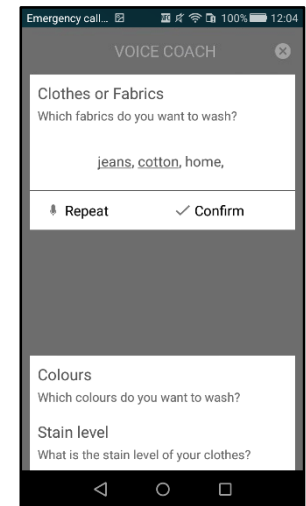 Emergency call... 100% 12:04
VOICE COACH
Clothes or Fabrics
Which fabrics do you want to wash?
jeans, cotton, home,
Repeat Confirm
Colours
Which colours do you want to wash?
Stain level
What is the stain level of your clothes?